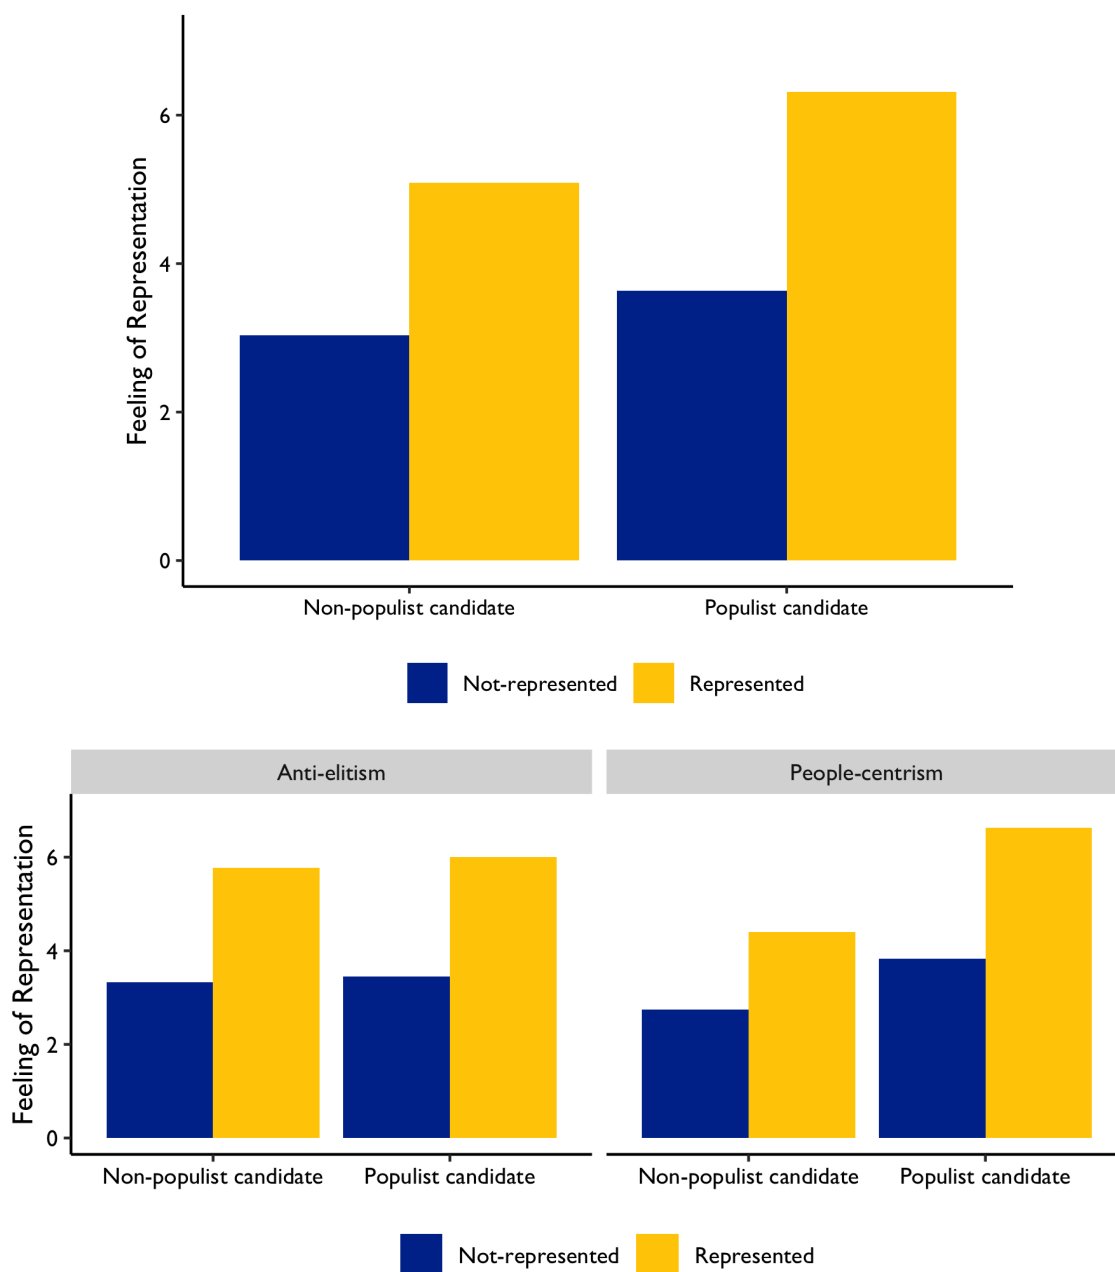 Feeling of Representation
6
4
2
0
Non-populist candidate Populist candidate
Not-represented Represented
Anti-elitism People-centrism
Feeling of Representation
6
4
2
0
Non-populist candidate Populist candidate Non-populist candidate Populist candidate
Not-represented Represented